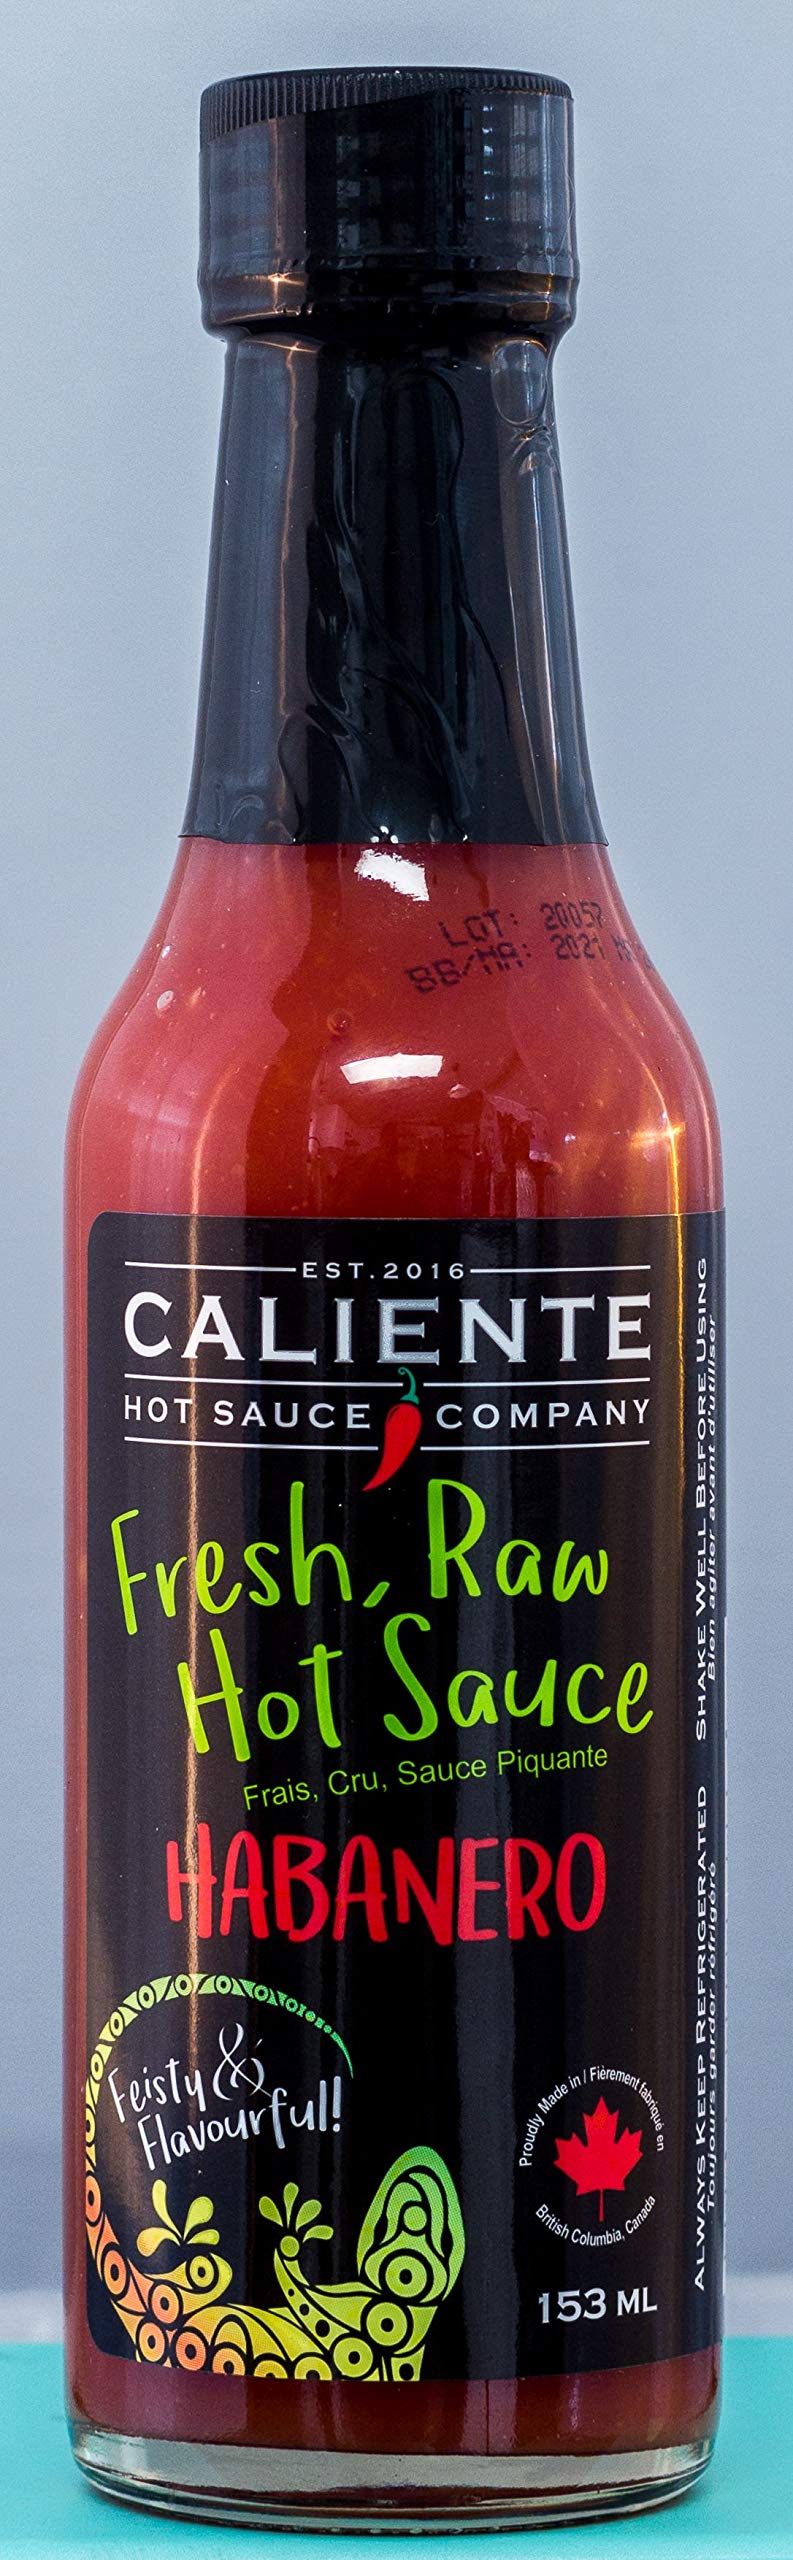 LOT: 20057
BB/MA: 2021
EST. 2016
CALIENTE
HOT SAUCE COMPANY
Fresh, Raw
Hot Sauce
Frais, Cru, Sauce Piquante
HABANERO
Feisty &
Flavourful!
Proudly Made in / Fièrement fabriqué en
British Columbia, Canada
153 ML
ALWAYS KEEP REFRIGERATED SHAKE WELL BEFORE USING
Toujours garder réfrigéré Bien agiter avant d'utiliser